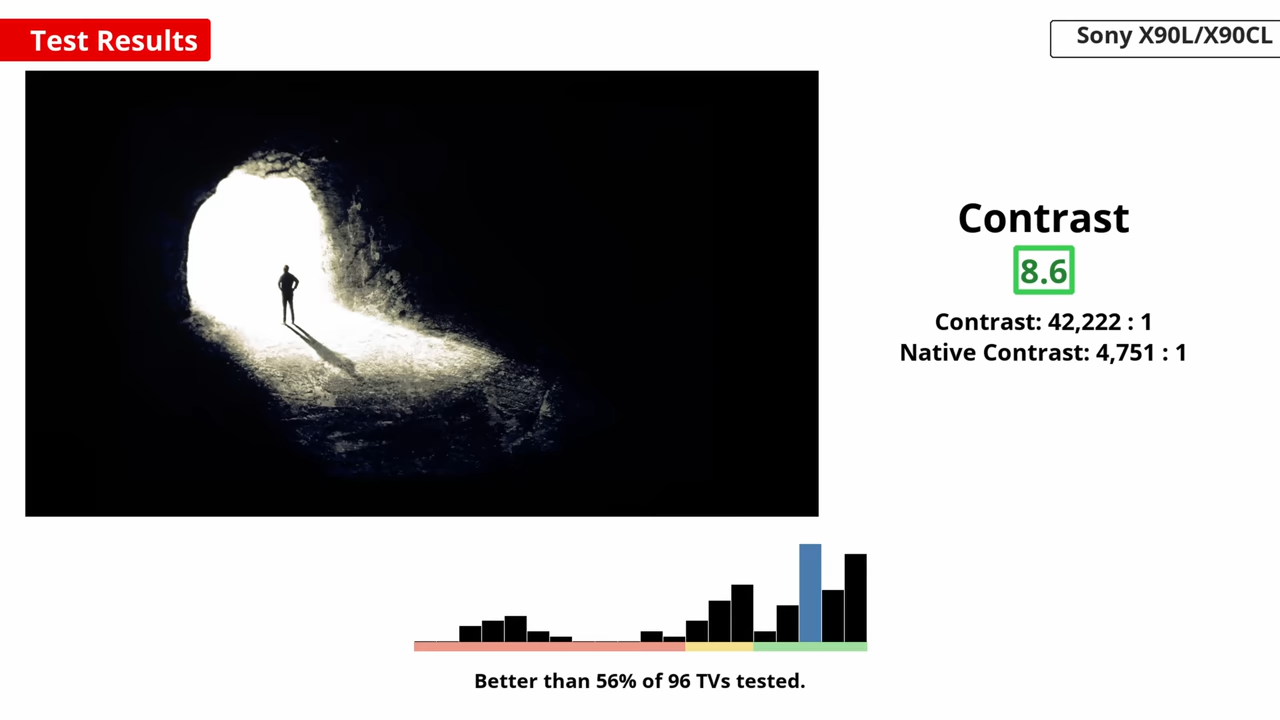 Test Results
Sony X90L/X90CL
Contrast
8.6
Contrast: 42,222 : 1
Native Contrast: 4,751 : 1
Better than 56% of 96 TVs tested.